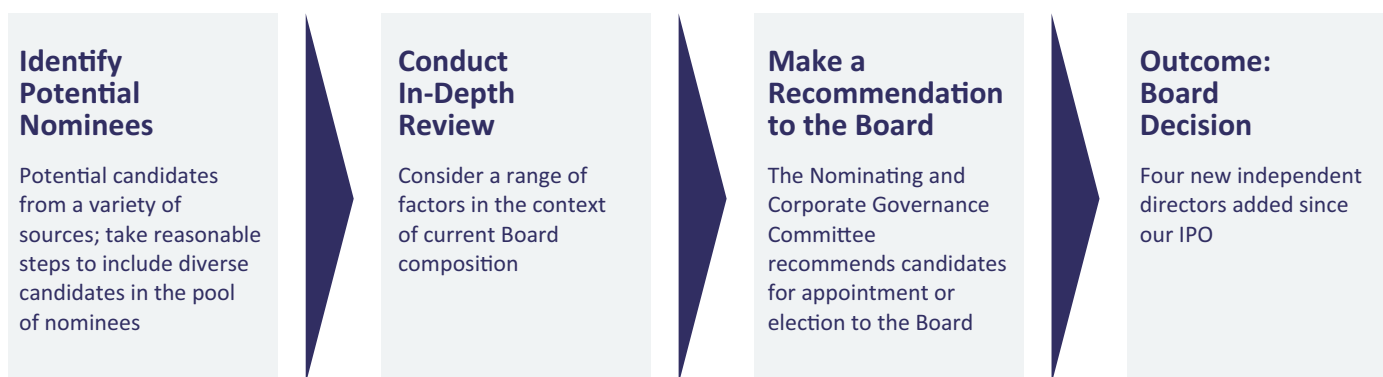 Identify
Potential
Nominees
Potential candidates
from a variety of
sources; take reasonable
steps to include diverse
candidates in the pool
of nominees
Conduct
In-Depth
Review
Consider a range of
factors in the context
of current Board
composition
Make a
Recommendation
to the Board
The Nominating and
Corporate Governance
Committee
recommends candidates
for appointment or
election to the Board
Outcome:
Board
Decision
Four new independent
directors added since
our IPO